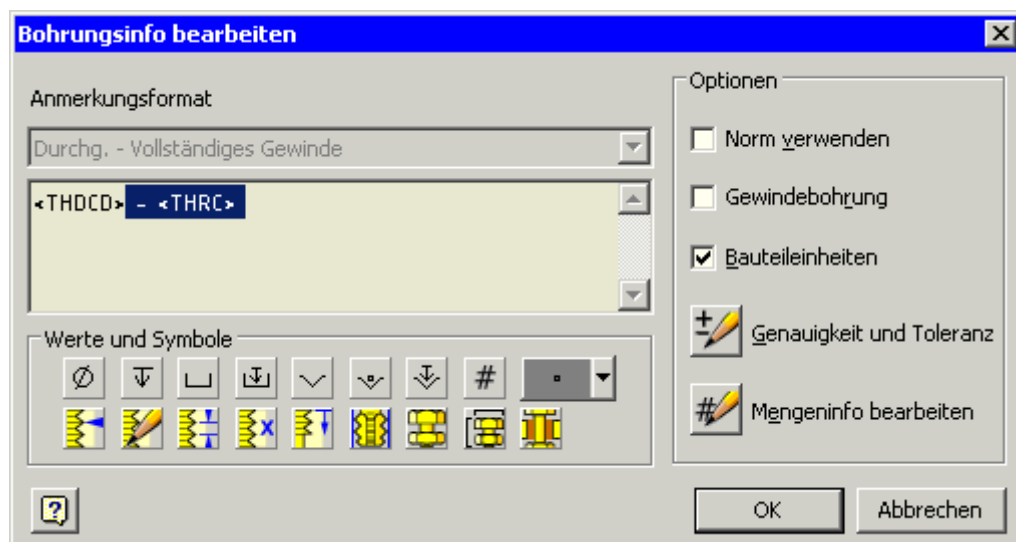 Bohrungsinfo bearbeiten
Anmerkungsformat
Durchg. - Vollständiges Gewinde
<THDCD> - <THRC>
Werte und Symbole
#
Optionen
Norm verwenden
Gewindebohrung
Bauteileinheiten
Genauigkeit und Toleranz
Mengeninfo bearbeiten
OK
Abbrechen